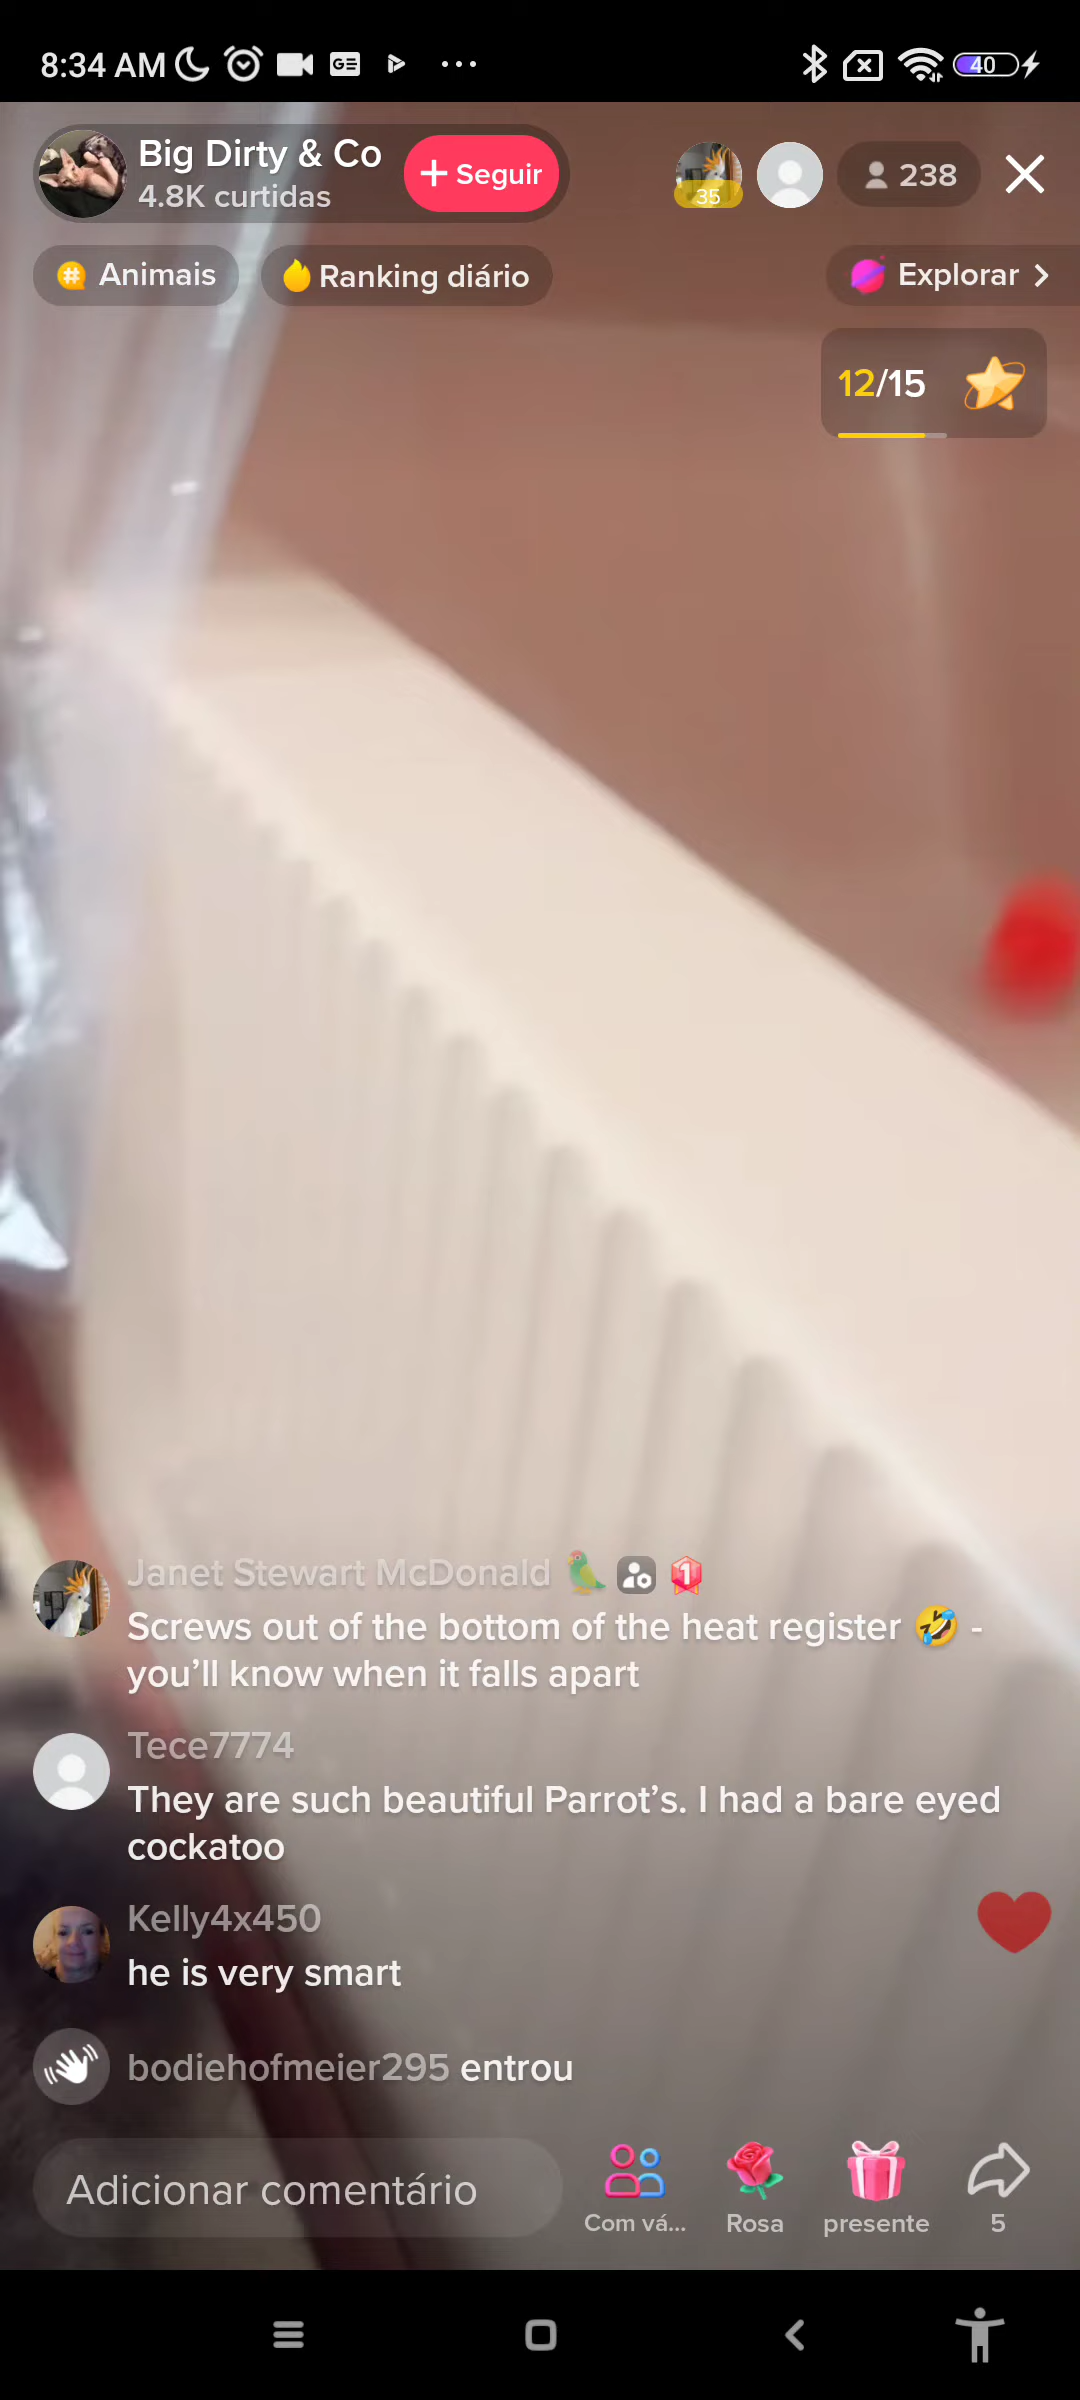 8:34 AM
GE
40
Big Dirty & Co
4.8K curtidas
+ Seguir
35
238
Animais
Ranking diário
Explorar
12/15
Janet Stewart McDonald
1
Screws out of the bottom of the heat register 🤣 -
you’ll know when it falls apart
Tece7774
They are such beautiful Parrot’s. I had a bare eyed
cockatoo
Kelly4x450
he is very smart
bodiehofmeier295 entrou
Adicionar comentário
Com vá...
Rosa
presente
5